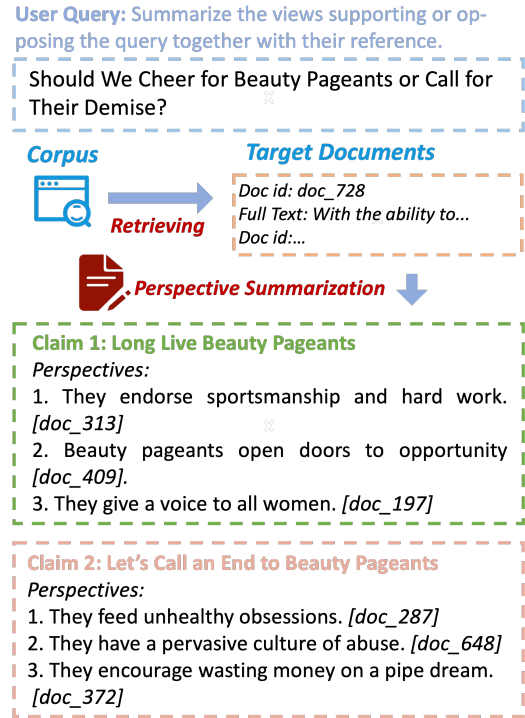 User Query: Summarize the views supporting or op-
posing the query together with their reference.
Should We Cheer for Beauty Pageants or Call for
Their Demise?
Corpus
Target Documents
Retrieving
Doc id: doc_728
Full Text: With the ability to...
Doc id:...
Perspective Summarization
Claim 1: Long Live Beauty Pageants
Perspectives:
1. They endorse sportsmanship and hard work.
[doc_313]
2. Beauty pageants open doors to opportunity
[doc_409].
3. They give a voice to all women. [doc_197]
Claim 2: Let's Call an End to Beauty Pageants
Perspectives:
1. They feed unhealthy obsessions. [doc_287]
2. They have a pervasive culture of abuse. [doc_648]
3. They encourage wasting money on a pipe dream.
[doc_372]